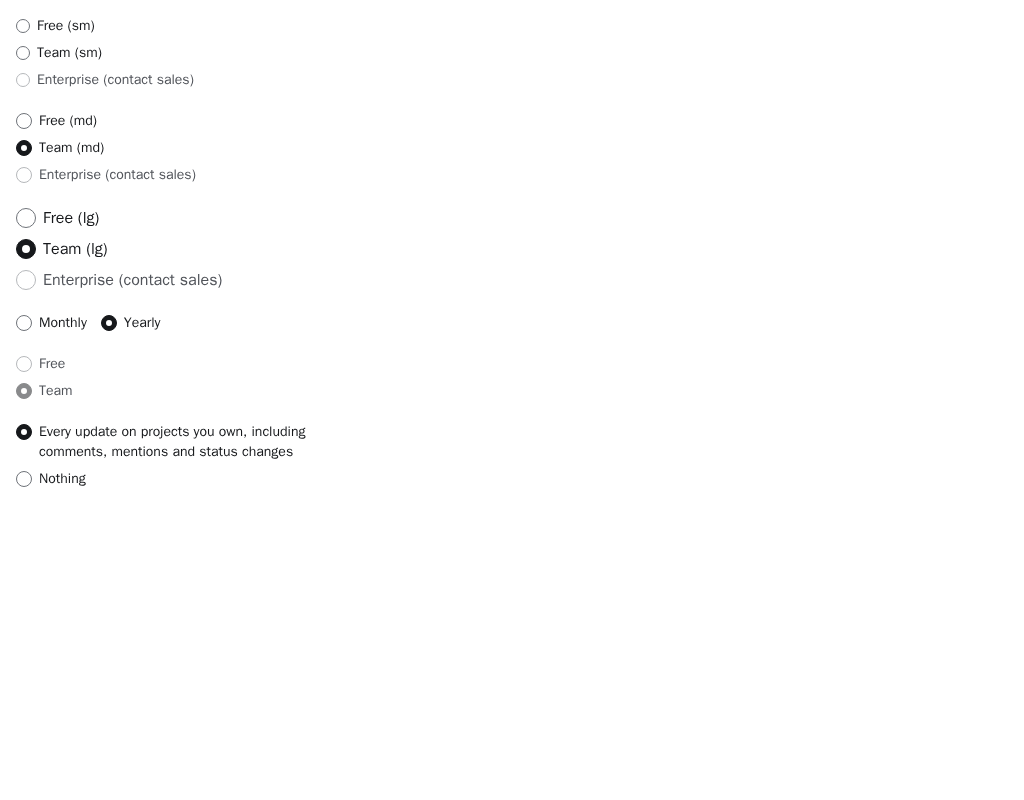 Free (sm)
Team (sm)
Enterprise (contact sales)
Free (md)
Team (md)
Enterprise (contact sales)
Free (lg)
Team (lg)
Enterprise (contact sales)
Monthly Yearly
Free
Team
Every update on projects you own, including
comments, mentions and status changes
Nothing